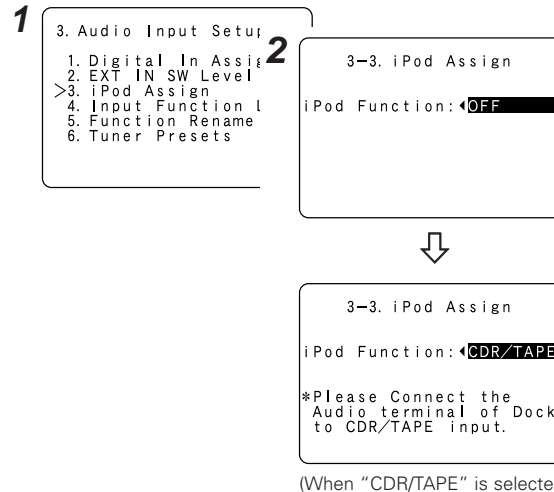 1
3. Audio Input Setup
1. Digital In Assig
2. EXT IN SW Level
>3. iPod Assign
4. Input Function
5. Function Rename
6. Tuner Presets
2
3-3. iPod Assign
iPod Function:◀OFF
3-3. iPod Assign
iPod Function:◀CDR/TAPE
*Please Connect the
Audio terminal of Dock
to CDR/TAPE input.
(When “CDR/TAPE” is selecte